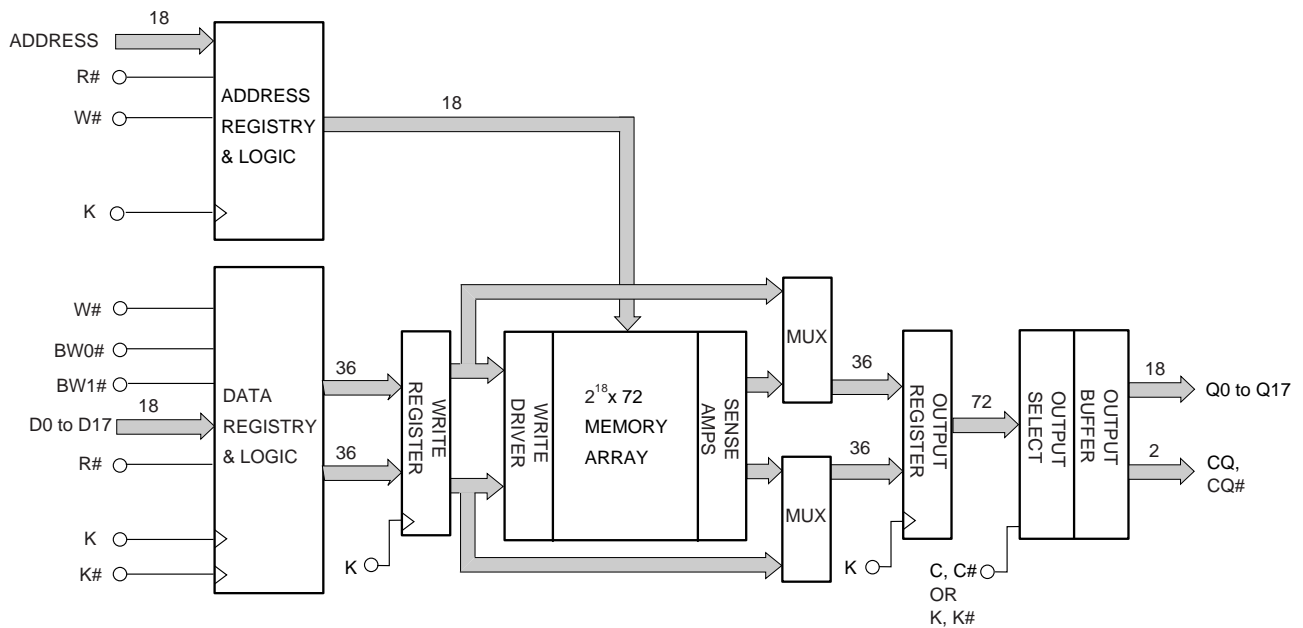 18
ADDRESS
R#
W#
K
ADDRESS
REGISTRY
& LOGIC
18
W#
BW0#
BW1#
18
D0 to D17
R#
K
K#
DATA
REGISTRY
& LOGIC
36
36
WRITE
REGISTER
K
WRITE
DRIVER
2¹⁸x 72
MEMORY
ARRAY
SENSE
AMPS
MUX
MUX
36
36
K
OUTPUT
REGISTER
72
C, C#
OR
K, K#
OUTPUT
SELECT
OUTPUT
BUFFER
18
Q0 to Q17
2
CQ,
CQ#